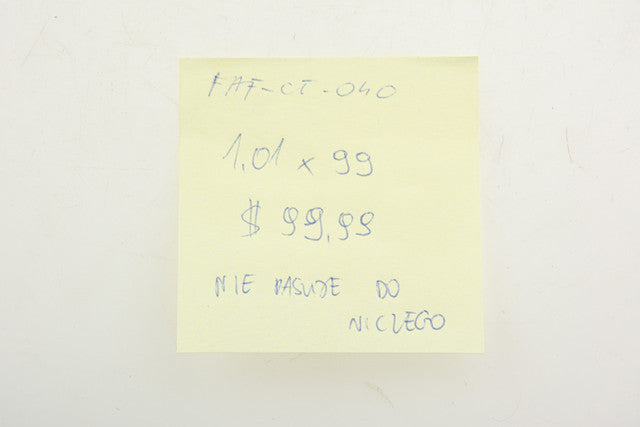 FAF-CT-040
1.01 x 99
$ 99,99
NIE PASUJE DO
NICZEGO